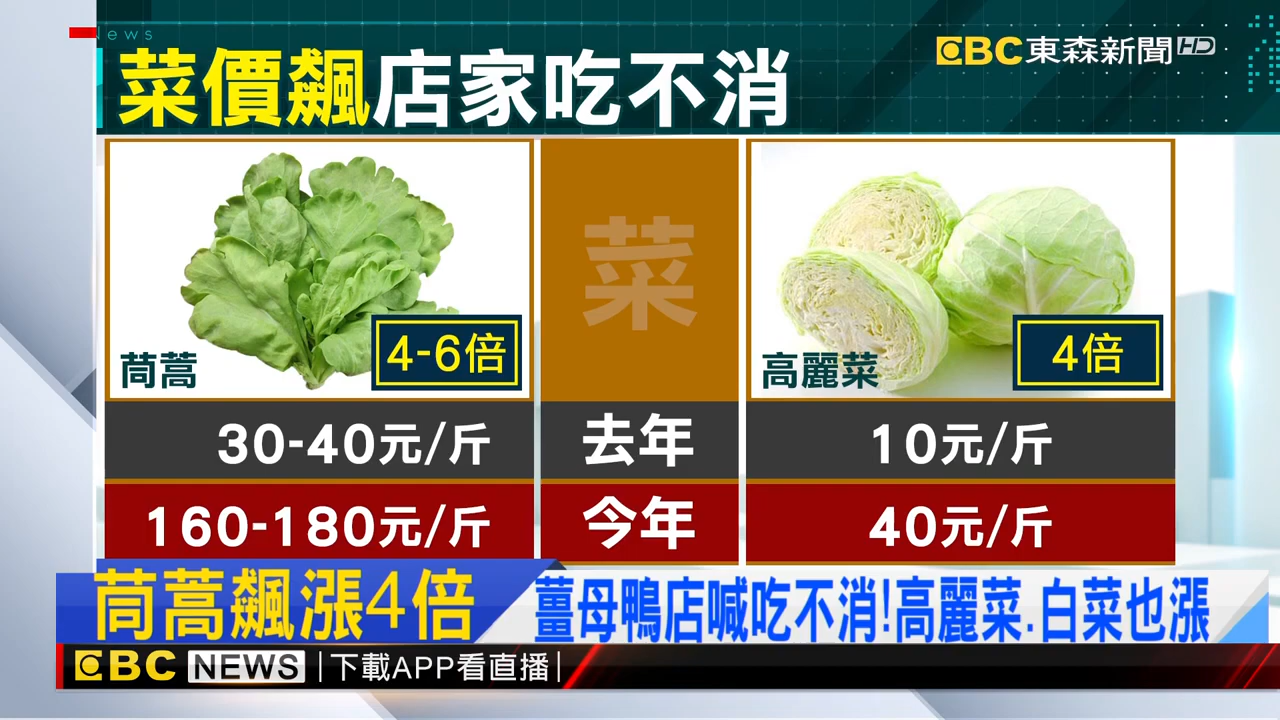 News
菜價飆店家吃不消
EBC東森新聞HD
菜
茼蒿
4-6倍
高麗菜
4倍
30-40元/斤
去年
10元/斤
160-180元/斤
今年
40元/斤
茼蒿飆漲4倍
薑母鴨店喊吃不消!高麗菜.白菜也漲
EBC NEWS|下載APP看直播|